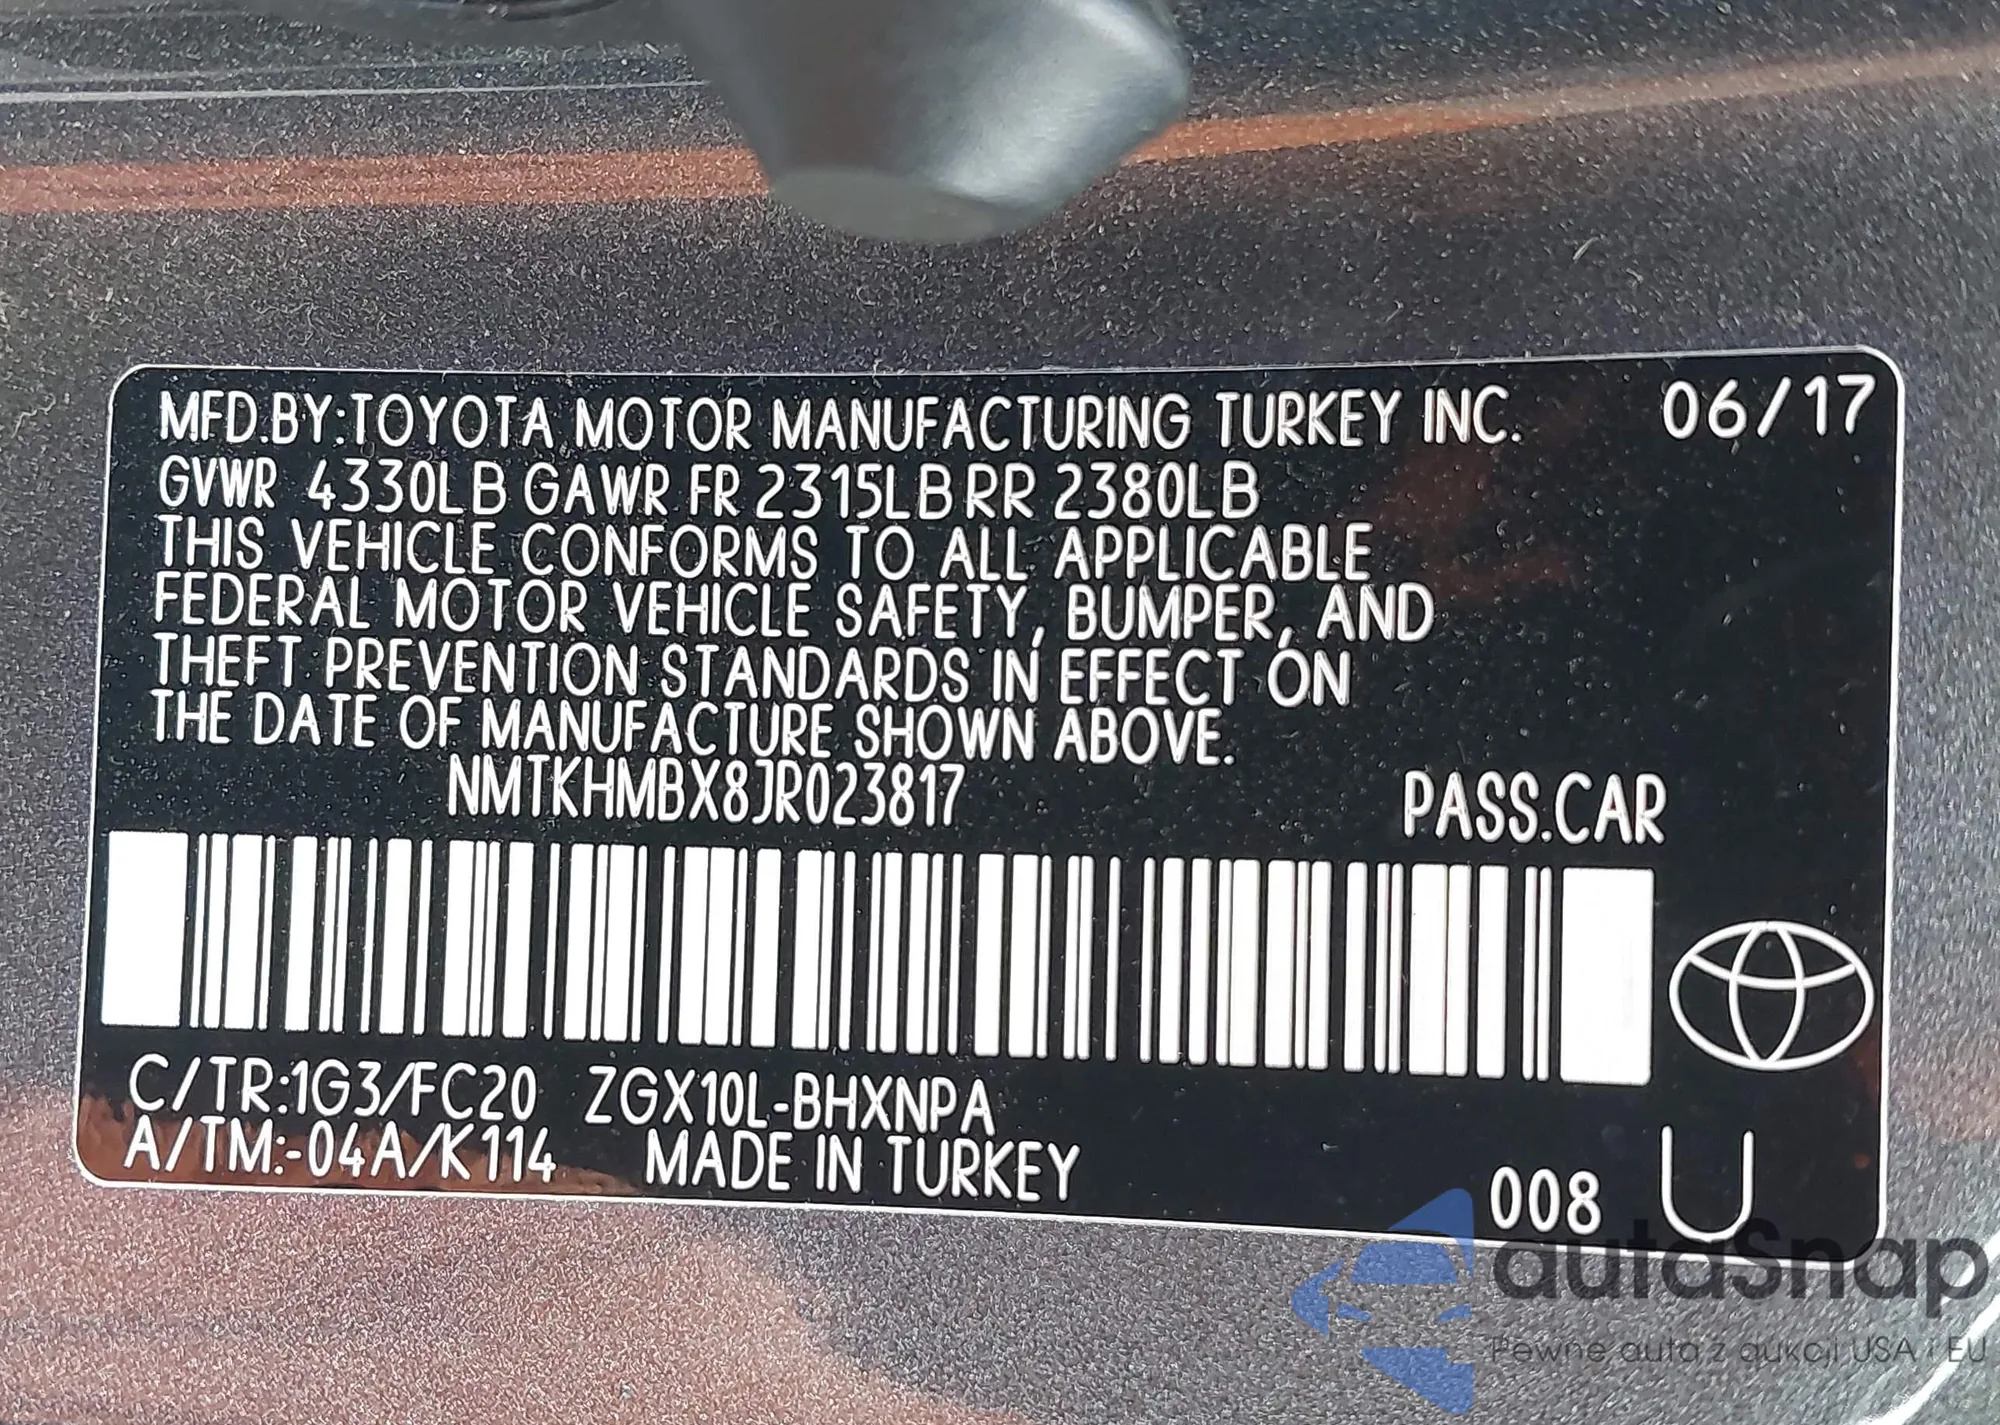 MFD.BY:TOYOTA MOTOR MANUFACTURING TURKEY INC. 06/17
GVWR 4330LB GAWR FR 2315LB RR 2380LB
THIS VEHICLE CONFORMS TO ALL APPLICABLE
FEDERAL MOTOR VEHICLE SAFETY, BUMPER, AND
THEFT PREVENTION STANDARDS IN EFFECT ON
THE DATE OF MANUFACTURE SHOWN ABOVE.
NMTKHMBX8JR023817 PASS.CAR
C/TR:1G3/FC20 ZGX10L-BHXNPA
A/TM:-04A/K114 MADE IN TURKEY 008 U
autaSnap
Pewne auta z aukcji USA i EU